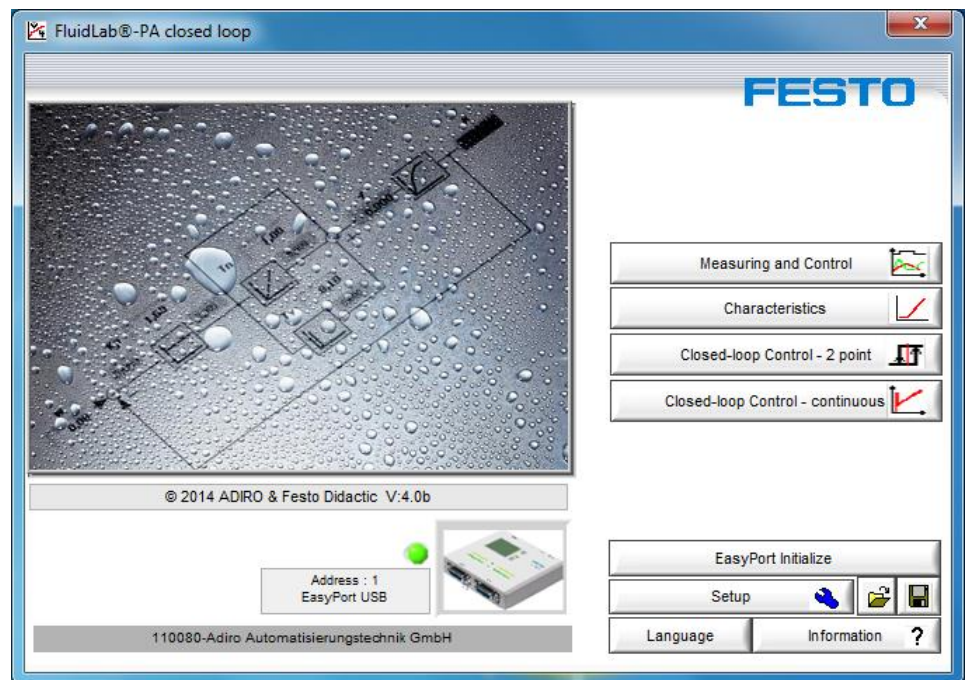 FluidLab®-PA closed loop
FESTO
Measuring and Control
Characteristics
Closed-loop Control - 2 point
Closed-loop Control - continuous
© 2014 ADIRO & Festo Didactic V:4.0b
Address : 1
EasyPort USB
110080-Adiro Automatisierungstechnik GmbH
EasyPort Initialize
Setup
Language
Information ?